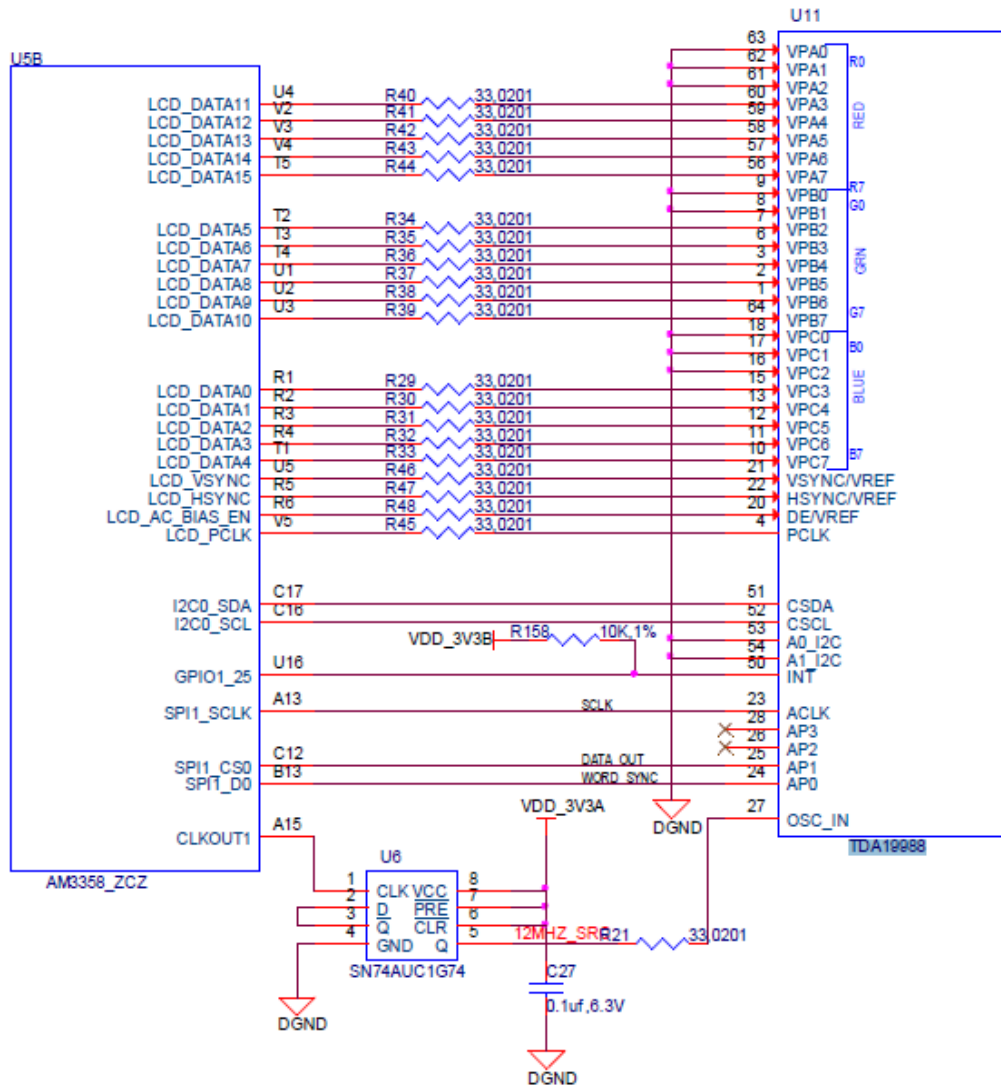 U11
U5B
63 VPA0
62 VPA1 R0
61 VPA2
LCD_DATA11 U4 R40 33,0201 60 VPA3
LCD_DATA12 V2 R41 33,0201 59 VPA4 RED
LCD_DATA13 V3 R42 33,0201 58 VPA5
LCD_DATA14 V4 R43 33,0201 57 VPA6
LCD_DATA15 T5 R44 33,0201 56 VPA7
9 VPB0 R7
8 VPB1 G0
LCD_DATA5 T2 R34 33,0201 7 VPB2
LCD_DATA6 T3 R35 33,0201 6 VPB3
LCD_DATA7 T4 R36 33,0201 3 VPB4 GRN
LCD_DATA8 U1 R37 33,0201 2 VPB5
LCD_DATA9 U2 R38 33,0201 1 VPB6
LCD_DATA10 U3 R39 33,0201 64 VPB7 G7
18 VPC0
17 VPC1 B0
16 VPC2
LCD_DATA0 R1 R29 33,0201 15 VPC3 BLUE
LCD_DATA1 R2 R30 33,0201 13 VPC4
LCD_DATA2 R3 R31 33,0201 12 VPC5
LCD_DATA3 R4 R32 33,0201 11 VPC6
LCD_DATA4 T1 R33 33,0201 10 VPC7 B7
LCD_VSYNC U5 R46 33,0201 21 VSYNC/VREF
LCD_HSYNC R5 R47 33,0201 22 HSYNC/VREF
LCD_AC_BIAS_EN R6 R48 33,0201 20 DE/VREF
LCD_PCLK V5 R45 33,0201 4 PCLK
I2C0_SDA C17 51 CSDA
I2C0_SCL C16 52 CSCL
VDD_3V3B R158 10K,1% 53 A0_I2C
54 A1_I2C
GPIO1_25 U16 50 INT
SPI1_SCLK A13 SCLK 23 ACLK
28 AP3
26 AP2
SPI1_CS0 C12 DATA OUT 25 AP1
SPI1_D0 B13 WORD SYNC 24 AP0
VDD_3V3A DGND
CLKOUT1 A15 27 OSC_IN
TDA19988
U6
AM3358_ZCZ
1 CLK VCC 8
2 D PRE 7
3 Q CLR 6
4 GND Q 5 12MHZ_SR R21 33,0201
SN74AUC1G74 C27
0.1uf,6.3V
DGND
DGND